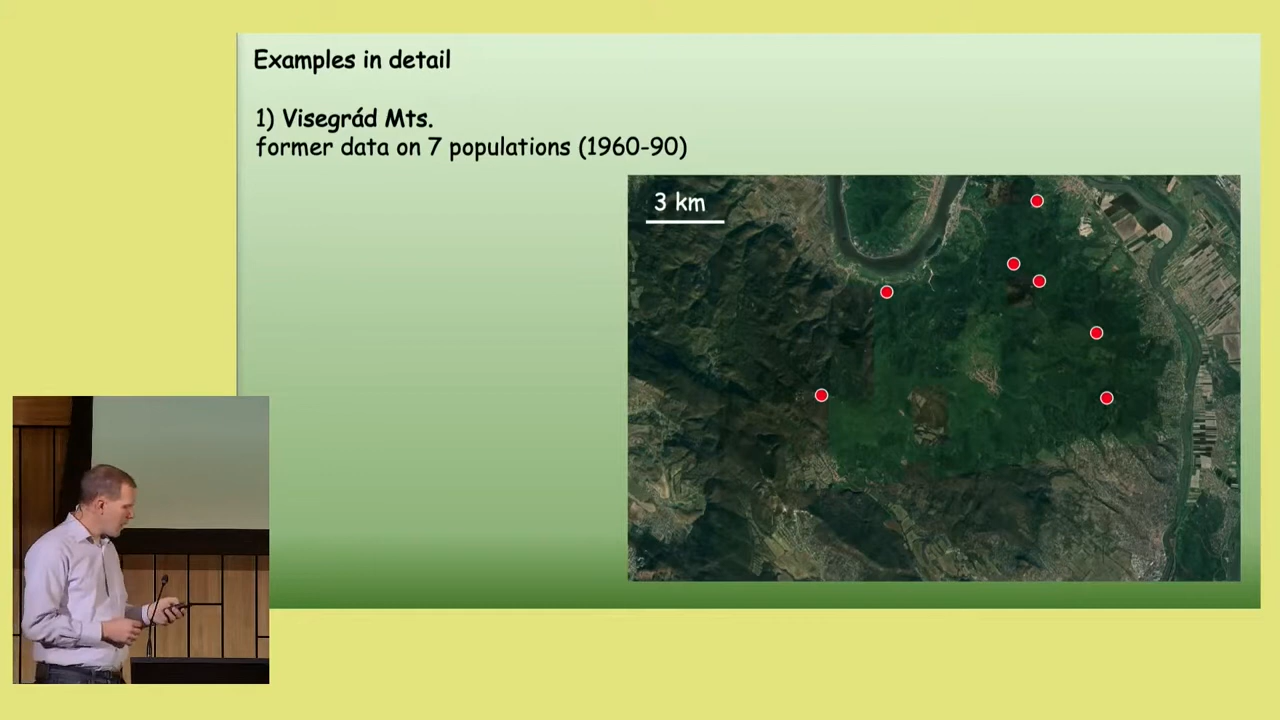 Examples in detail
1) Visegrád Mts.
former data on 7 populations (1960-90)
3 km